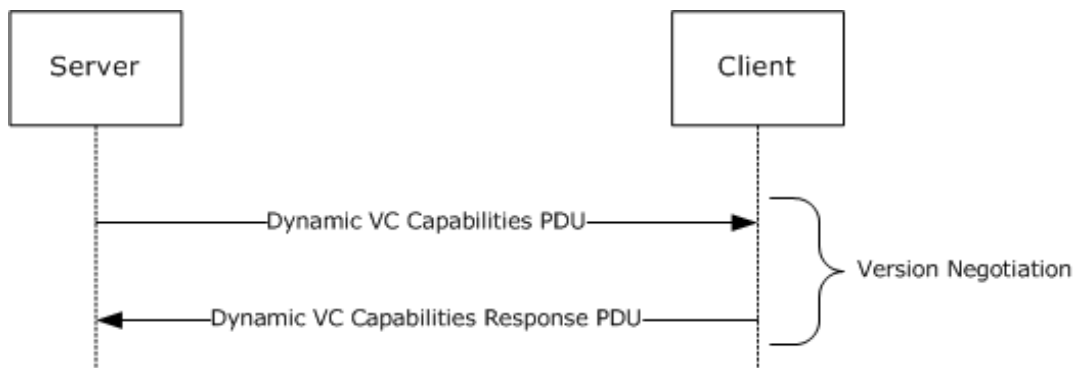 Server
Client
Dynamic VC Capabilities PDU
Version Negotiation
Dynamic VC Capabilities Response PDU